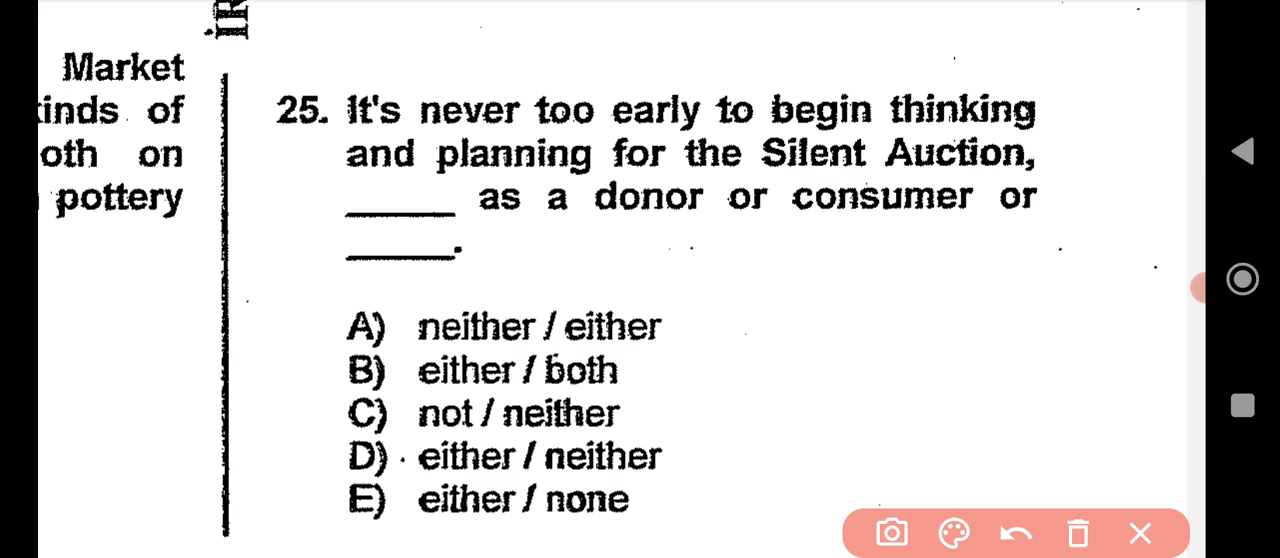 Market
inds of
oth on
pottery
25. It's never too early to begin thinking
and planning for the Silent Auction,
______ as a donor or consumer or
______.
A) neither / either
B) either / both
C) not / neither
D) either / neither
E) either / none